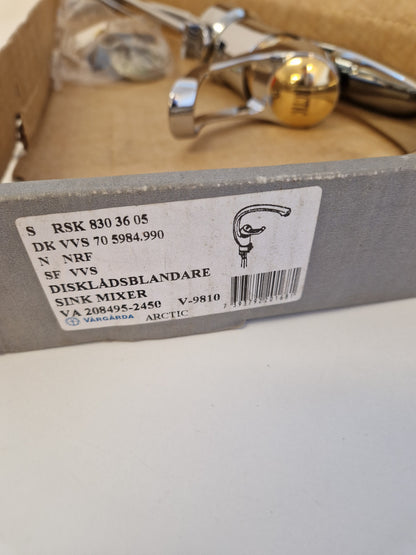 S RSK 830 36 05
DK VVS 70 5984.990
N NRF
SF VVS
DISKLÅDSBLANDARE
SINK MIXER V-9810
VA 208495-2450
VÅRGÅRDA ARCTIC